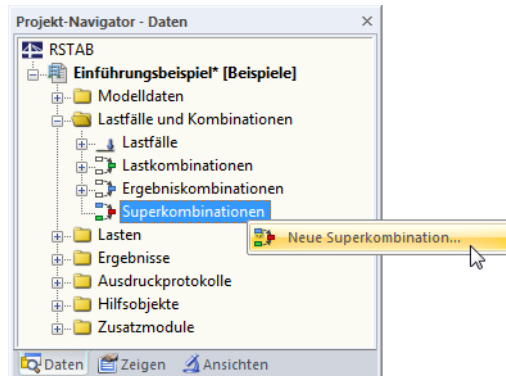 Projekt-Navigator - Daten
RSTAB
Einführungsbeispiel* [Beispiele]
Modelldaten
Lastfälle und Kombinationen
Lastfälle
Lastkombinationen
Ergebniskombinationen
Superkombinationen
Neue Superkombination...
Lasten
Ergebnisse
Ausdruckprotokolle
Hilfsobjekte
Zusatzmodule
Daten Zeigen Ansichten